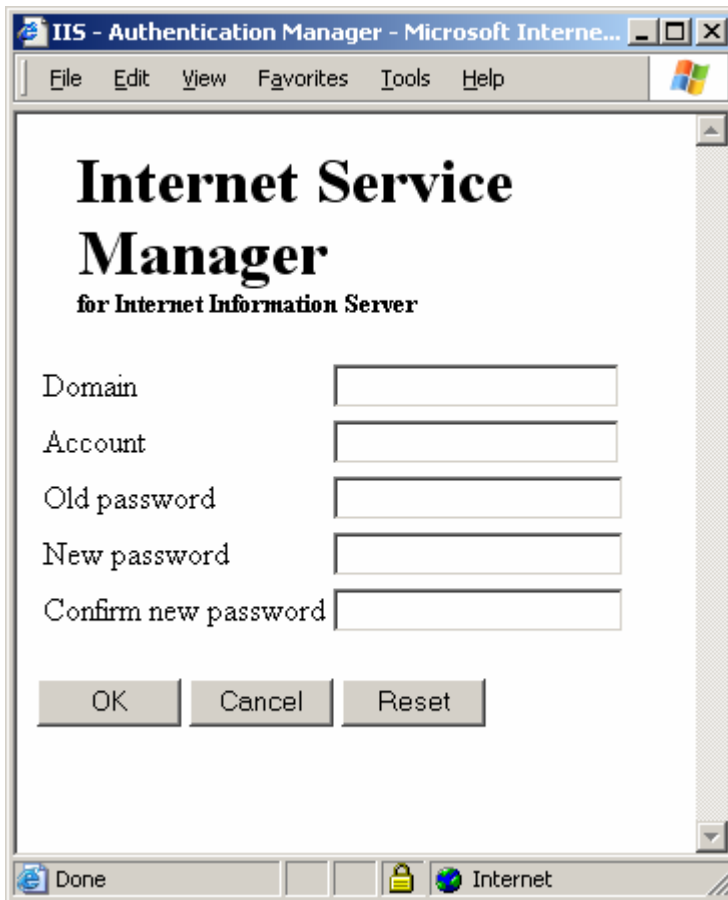 IIS - Authentication Manager - Microsoft Interne...
File Edit View Favorites Tools Help
Internet Service
Manager
for Internet Information Server
Domain
Account
Old password
New password
Confirm new password
OK Cancel Reset
Done Internet